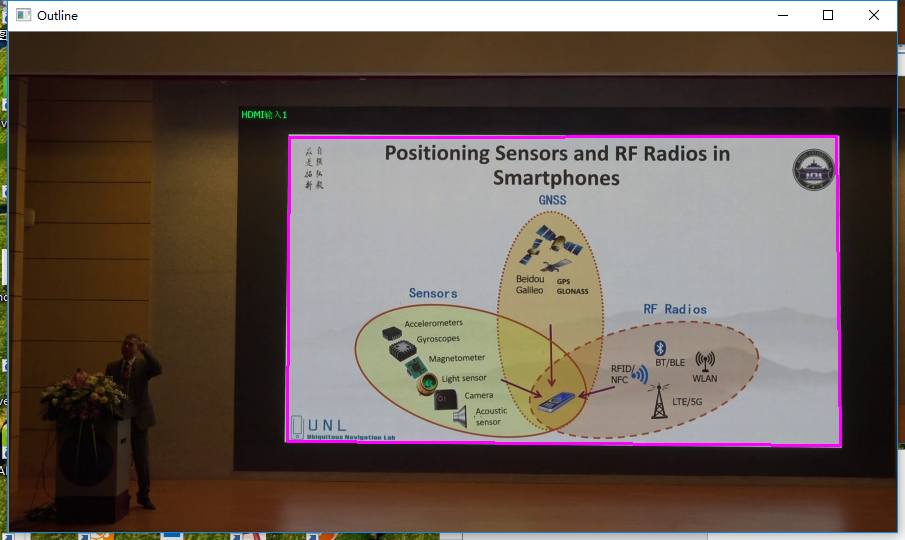 Outline
HDMI输入1
Positioning Sensors and RF Radios in
Smartphones
GNSS
Beidou
Galileo
GPS
GLONASS
Sensors
Accelerometers
Gyroscopes
Magnetometer
Light sensor
Camera
Acoustic
sensor
RF Radios
RFID/
NFC
BT/BLE
WLAN
LTE/5G
UNL
Ubiquitous Navigation Lab